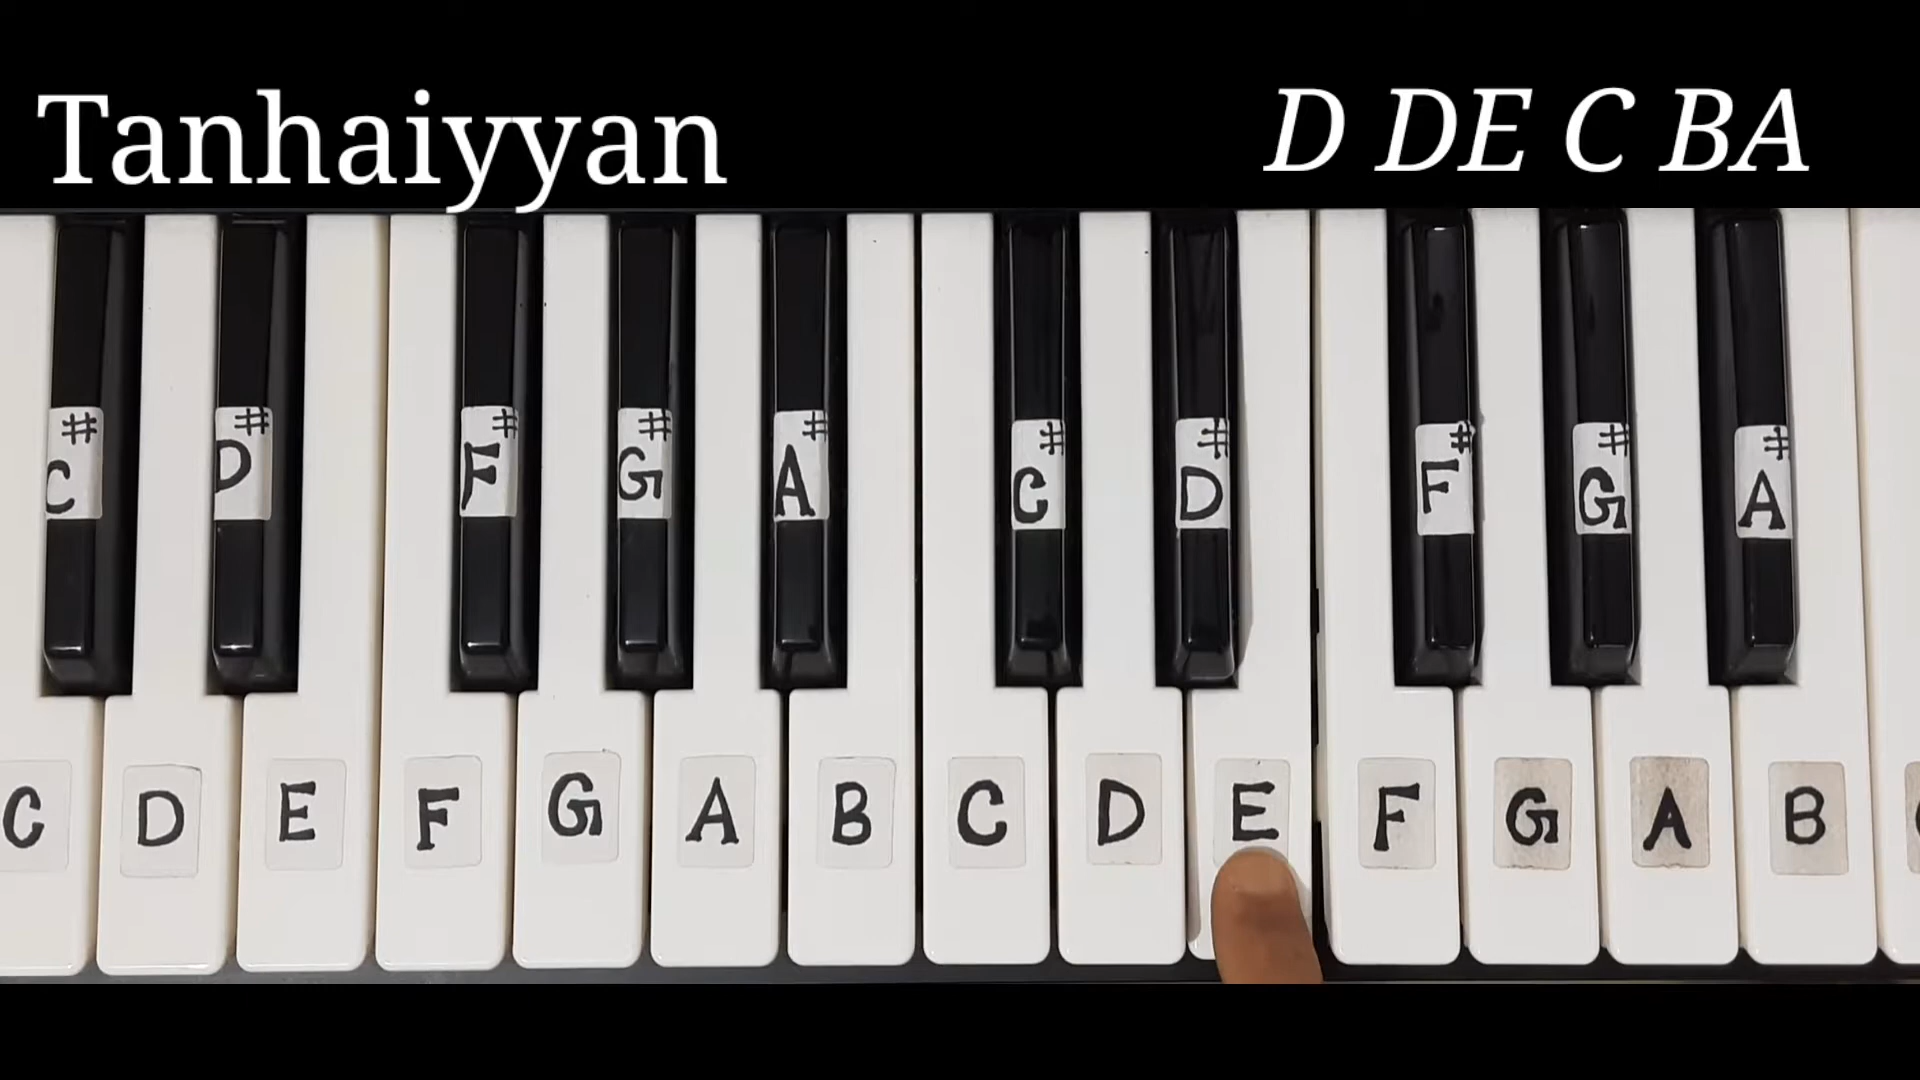 Tanhaiyyan
D DE C BA
C# D# F# G# A# C# D# F# G# A#
C D E F G A B C D E F G A B